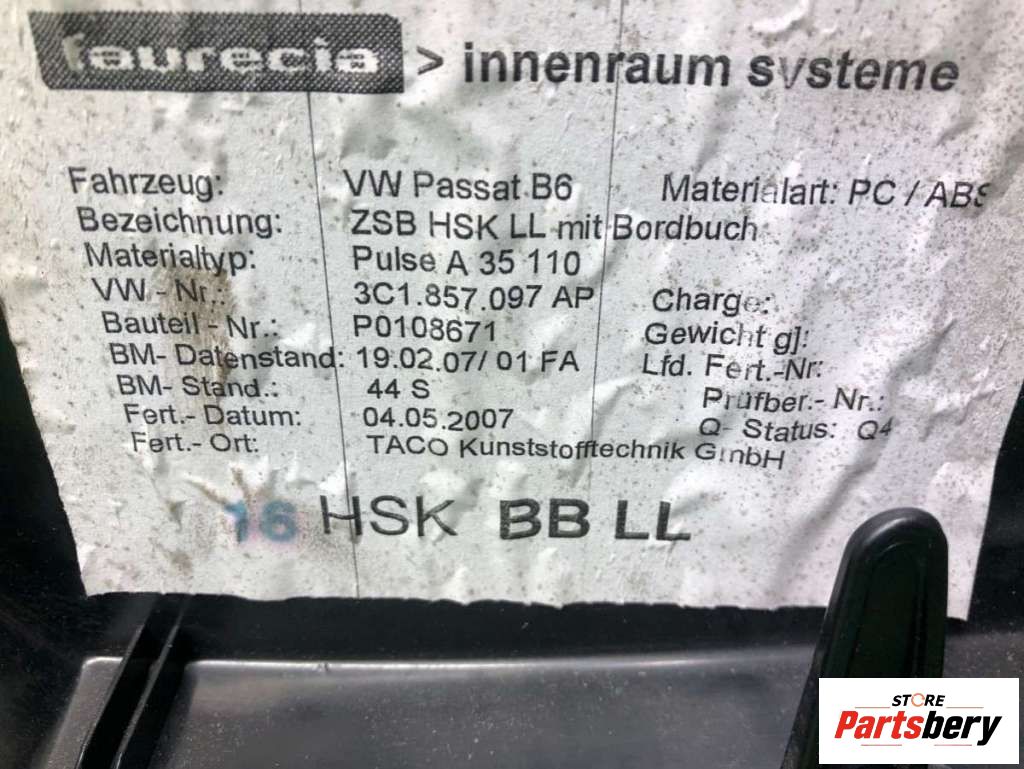 faurecia > innenraum systeme
Fahrzeug: VW Passat B6 Materialart: PC / ABS
Bezeichnung: ZSB HSK LL mit Bordbuch
Materialtyp: Pulse A 35 110
VW - Nr.: 3C1.857.097 AP Charge:
Bauteil - Nr.: P0108671 Gewicht g]:
BM- Datenstand: 19.02.07/ 01 FA Lfd. Fert.-Nr:
BM- Stand.: 44 S Prüfber.- Nr.:
Fert.- Datum: 04.05.2007 Q- Status: Q4
Fert.- Ort: TACO Kunststofftechnik GmbH
16 HSK BB LL
STORE
Partsbery